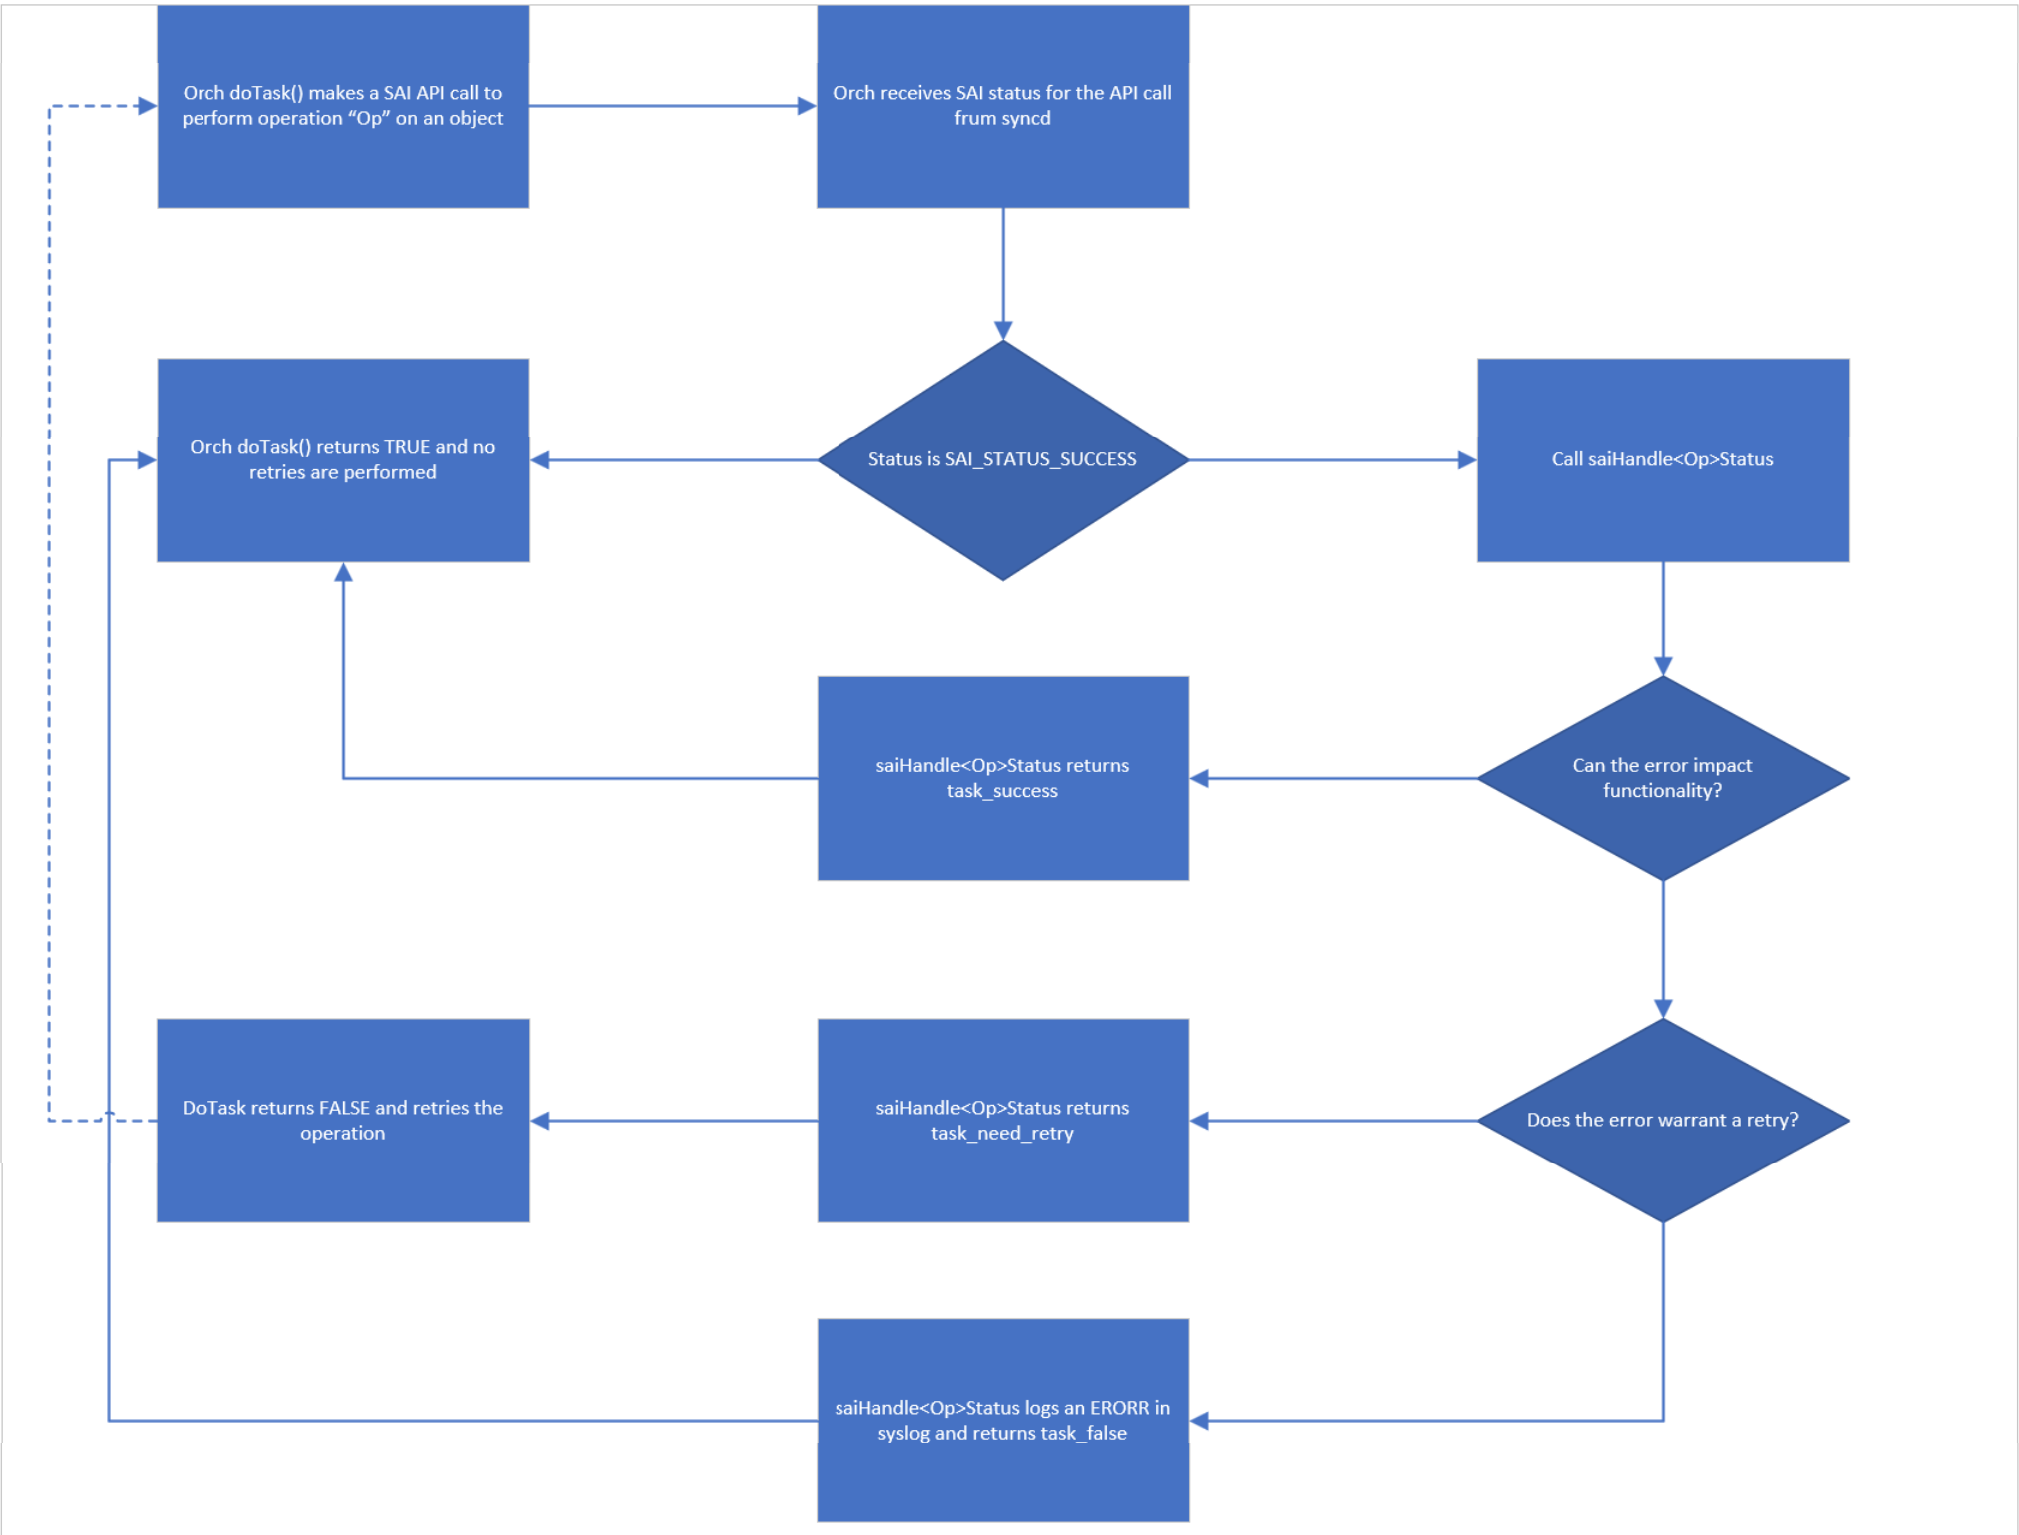 Orch doTask() makes a SAI API call to
perform operation “Op” on an object
Orch receives SAI status for the API call
frum syncd
Orch doTask() returns TRUE and no
retries are performed
Status is SAI_STATUS_SUCCESS
Call saiHandle<Op>Status
saiHandle<Op>Status returns
task_success
Can the error impact
functionality?
DoTask returns FALSE and retries the
operation
saiHandle<Op>Status returns
task_need_retry
Does the error warrant a retry?
saiHandle<Op>Status logs an ERORR in
syslog and returns task_false